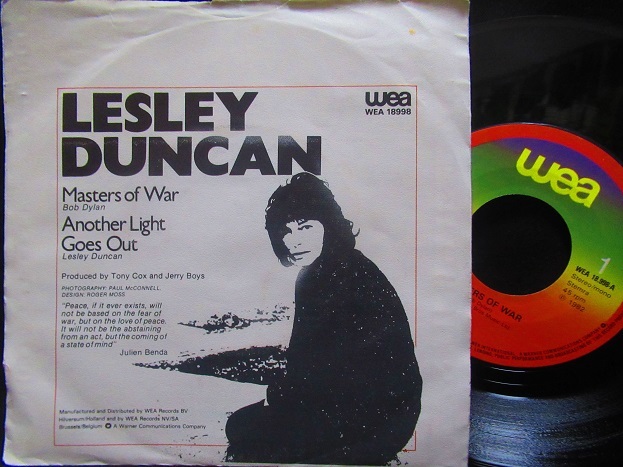 LESLEY
DUNCAN
wea
WEA 18998
Masters of War
Bob Dylan
Another Light
Goes Out
Lesley Duncan
Produced by Tony Cox and Jerry Boys
PHOTOGRAPHY: PAUL McCONNELL
DESIGN: ROGER MOSS
"Peace, if it ever exists, will
not be based on the fear of
war, but on the love of peace.
It will not be the abstaining
from an act, but the coming of
a state of mind"
Julien Benda
Manufactured and Distributed by WEA Records BV
Hilversum/Holland and by WEA Records NV/SA
Brussels/Belgium A Warner Communications Company
wea
1
WEA 18.998-A
Stereo/mono
Stemra
45 rpm
℗ 1982
RS OF WAR